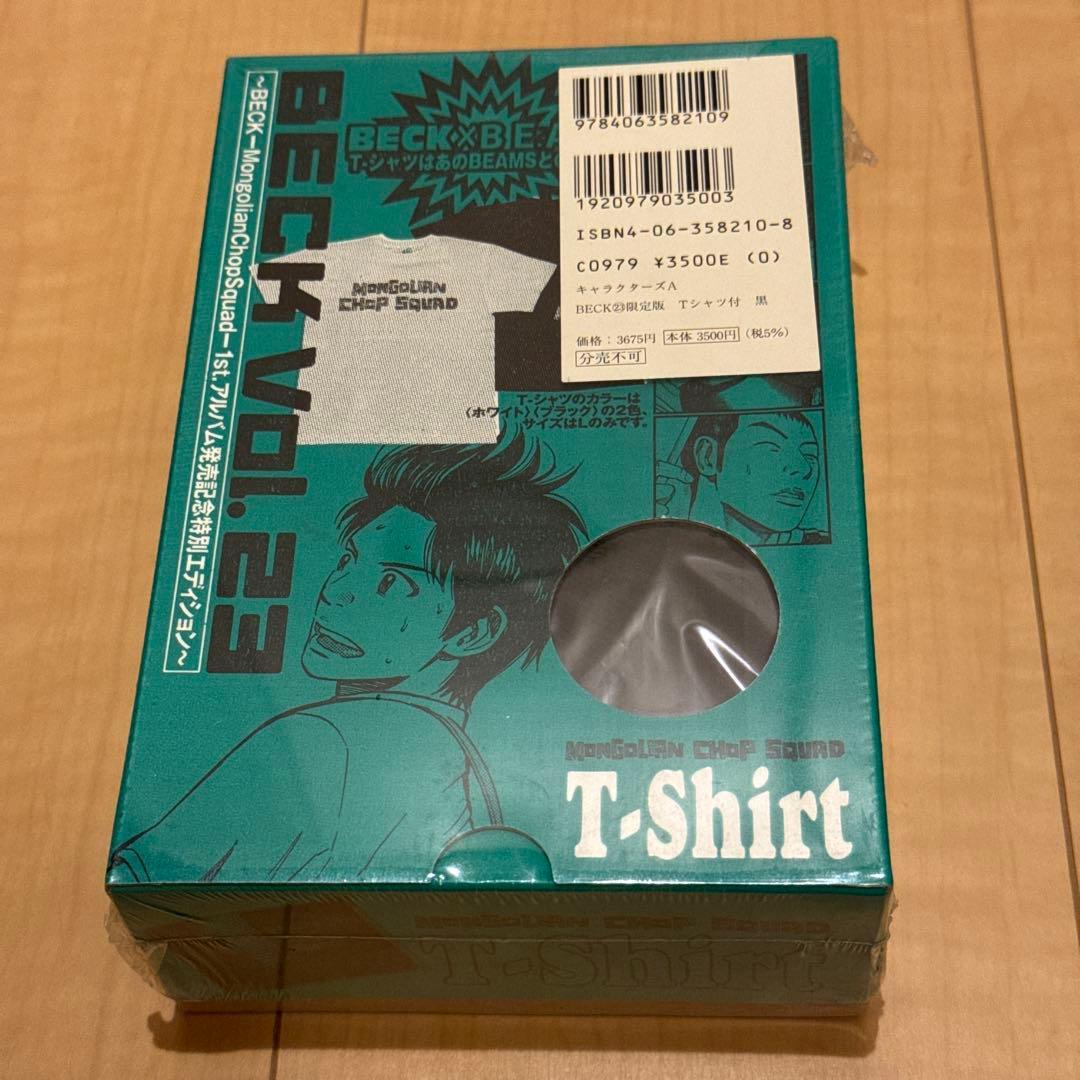 BECK Vol.23
~BECK-MongolianChopSquad-1st.アルバム発売記念特別エディション~
BECK×BEA
T-シャツはあのBEAMSとの
MONGOLIAN
CHOP SQUAD
9784063582109
1920979035003
ISBN4-06-358210-8
C0979 ¥3500E (0)
キャラクターズA
BECK㉓限定版 Tシャツ付 黒
価格：3675円 本体 3500円 (税5%)
分売不可
T-シャツのカラーは
〈ホワイト〉〈ブラック〉の2色、
サイズはLのみです。
MONGOLIAN CHOP SQUAD
T-Shirt
MONGOLIAN CHOP SQUAD
T-Shirt